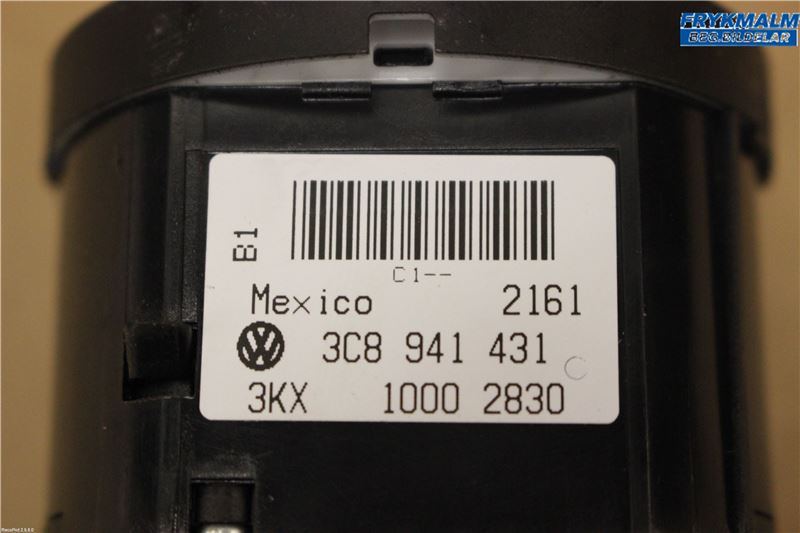 FRYKMALM
BEG.BILDELAR
B1
C1--
Mexico 2161
3C8 941 431
3KX 1000 2830